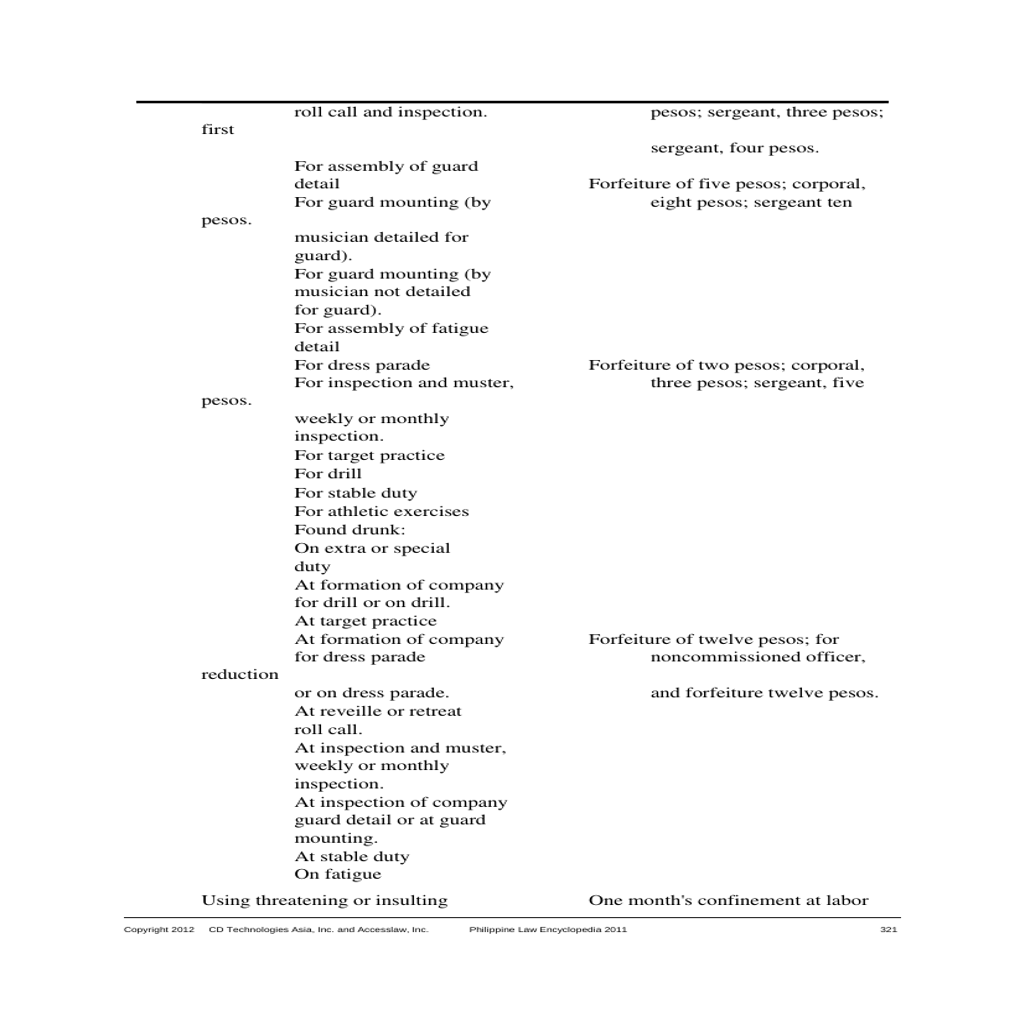 roll call and inspection. pesos; sergeant, three pesos;
first
sergeant, four pesos.
For assembly of guard
detail Forfeiture of five pesos; corporal,
For guard mounting (by eight pesos; sergeant ten
pesos.
musician detailed for
guard).
For guard mounting (by
musician not detailed
for guard).
For assembly of fatigue
detail
For dress parade Forfeiture of two pesos; corporal,
For inspection and muster, three pesos; sergeant, five
pesos.
weekly or monthly
inspection.
For target practice
For drill
For stable duty
For athletic exercises
Found drunk:
On extra or special
duty
At formation of company
for drill or on drill.
At target practice
At formation of company Forfeiture of twelve pesos; for
for dress parade noncommissioned officer,
reduction
or on dress parade. and forfeiture twelve pesos.
At reveille or retreat
roll call.
At inspection and muster,
weekly or monthly
inspection.
At inspection of company
guard detail or at guard
mounting.
At stable duty
On fatigue
Using threatening or insulting One month's confinement at labor
Copyright 2012 CD Technologies Asia, Inc. and Accesslaw, Inc. Philippine Law Encyclopedia 2011 321